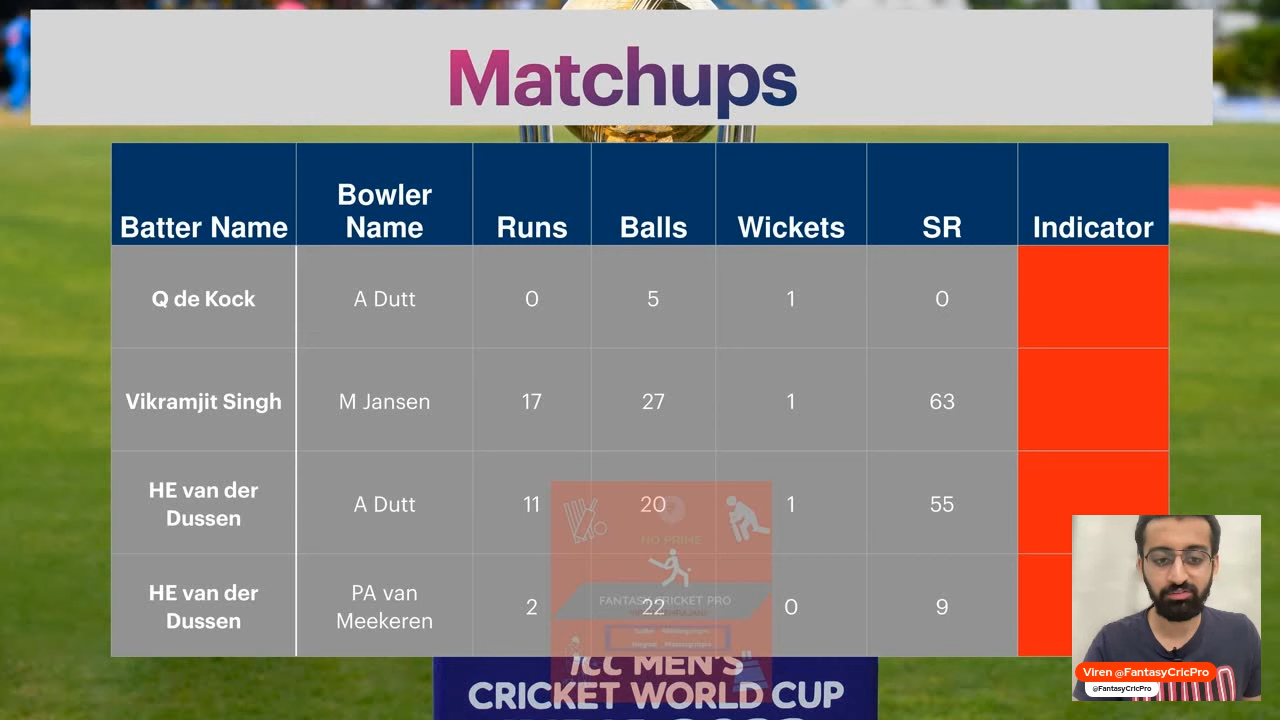 Matchups
Batter Name Bowler Name Runs Balls Wickets SR Indicator
Q de Kock A Dutt 0 5 1 0
Vikramjit Singh M Jansen 17 27 1 63
HE van der Dussen A Dutt 11 20 1 55
HE van der Dussen PA van Meekeren 2 22 0 9
NO PRIME
FANTASY CRICKET PRO
ICC MEN'S
CRICKET WORLD CUP
Viren @FantasyCricPro
@FantasyCricPro